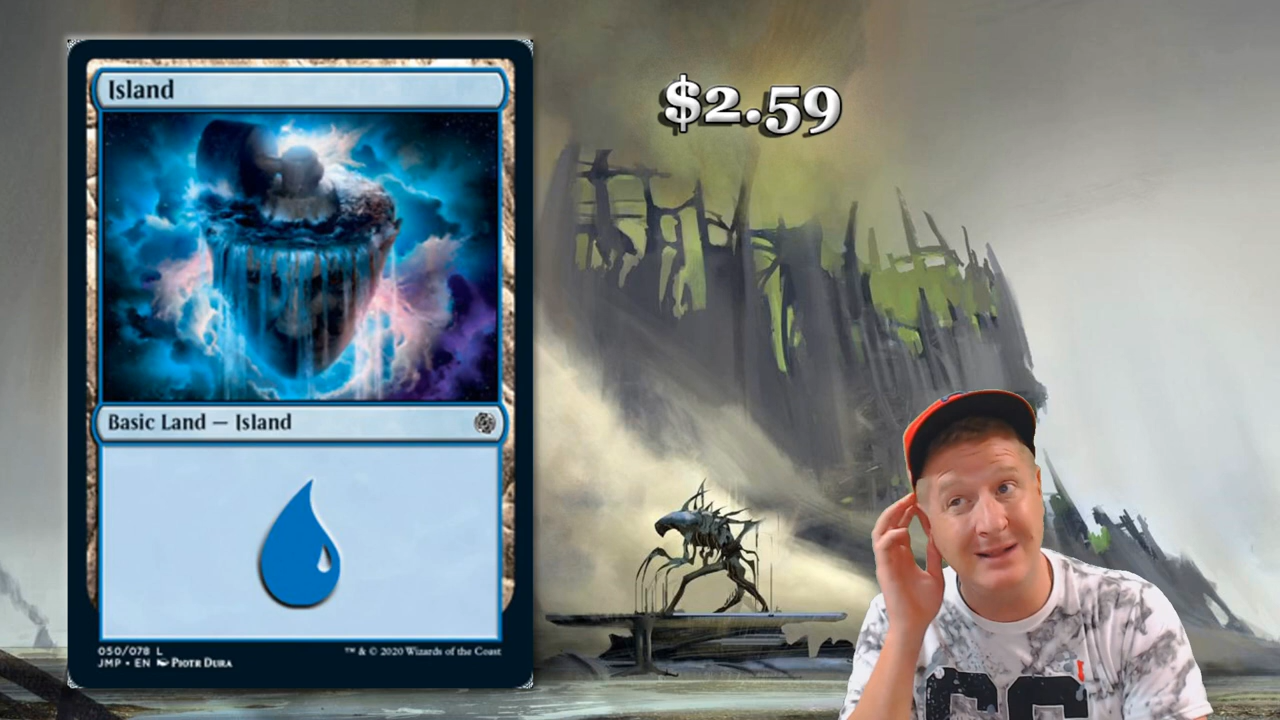 Island
$2.59
Basic Land — Island
050/078 L
JMP • EN Piotr Dura
™ & © 2020 Wizards of the Coast